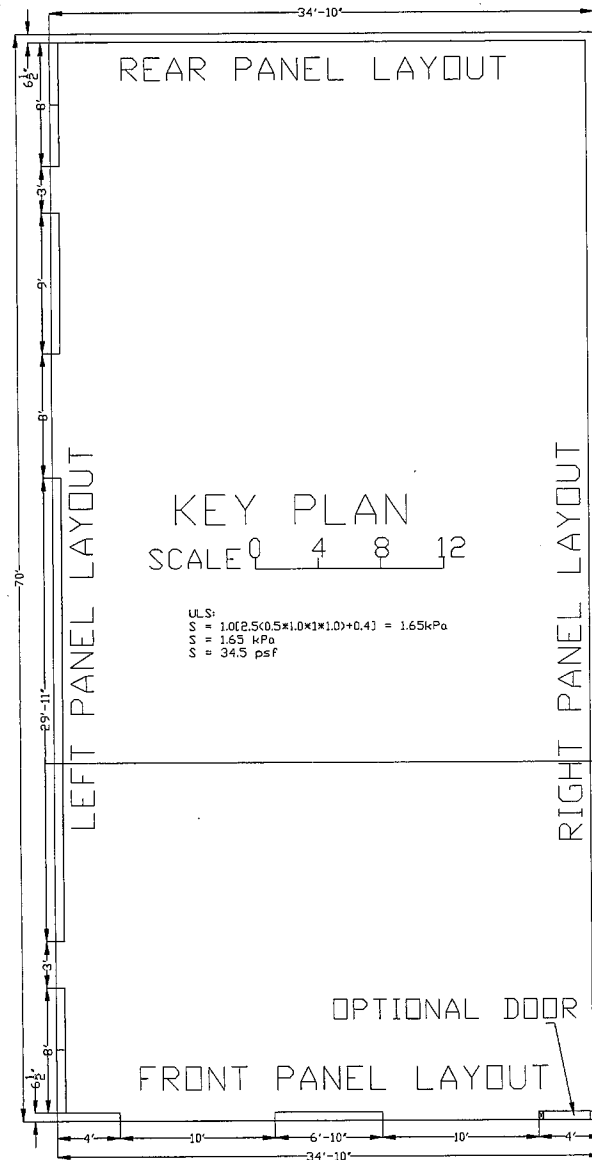 34'-10"
REAR PANEL LAYOUT
6½"
8'
3'
9'
8'
70'
29'-11"
3'
8'
6½"
LEFT PANEL LAYOUT
KEY PLAN
SCALE 0 4 8 12
ULS:
S = 1.0[2.5(0.5*1.0*1*1.0)+0.4] = 1.65kPa
S = 1.65 kPa
S = 34.5 psf
RIGHT PANEL LAYOUT
OPTIONAL DOOR
FRONT PANEL LAYOUT
4' 10' 6'-10" 10' 4'
34'-10"